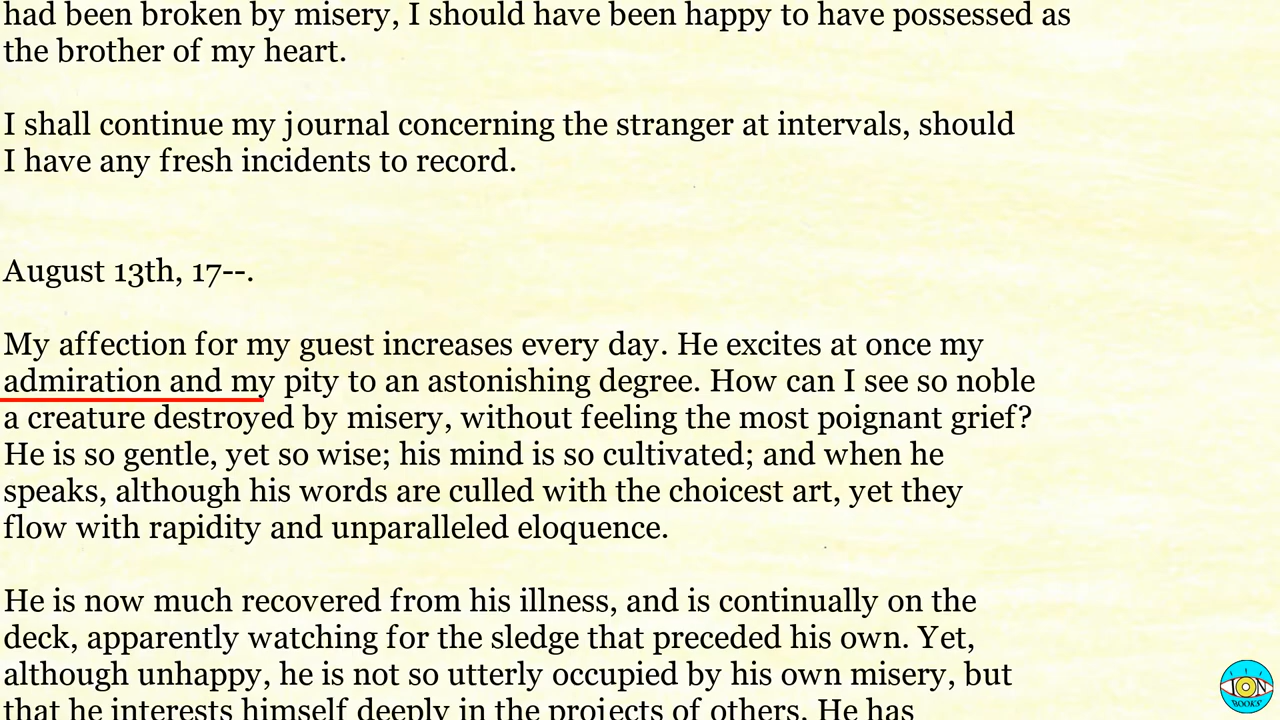 had been broken by misery, I should have been happy to have possessed as
the brother of my heart.
I shall continue my journal concerning the stranger at intervals, should
I have any fresh incidents to record.
August 13th, 17--.
My affection for my guest increases every day. He excites at once my
admiration and my pity to an astonishing degree. How can I see so noble
a creature destroyed by misery, without feeling the most poignant grief?
He is so gentle, yet so wise; his mind is so cultivated; and when he
speaks, although his words are culled with the choicest art, yet they
flow with rapidity and unparalleled eloquence.
He is now much recovered from his illness, and is continually on the
deck, apparently watching for the sledge that preceded his own. Yet,
although unhappy, he is not so utterly occupied by his own misery, but
that he interests himself deeply in the projects of others. He has
ION
BOOKS